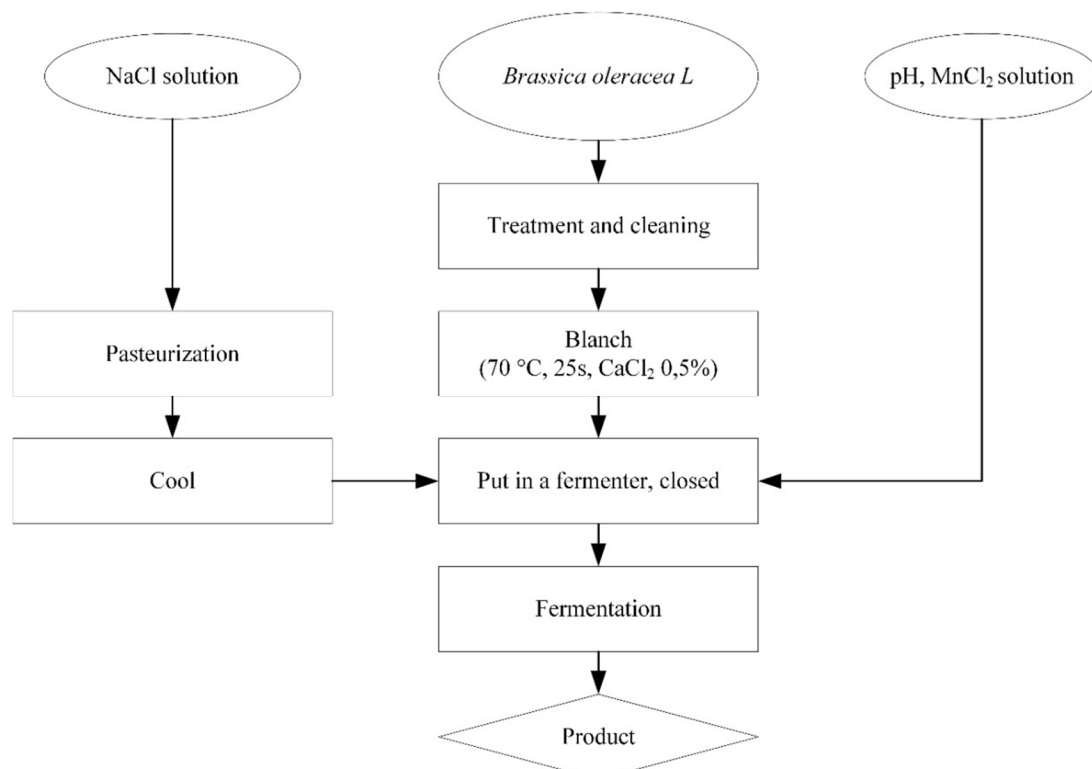 NaCl solution
Brassica oleracea L
pH, MnCl₂ solution
Treatment and cleaning
Pasteurization
Blanch
(70 °C, 25s, CaCl₂ 0,5%)
Cool
Put in a fermenter, closed
Fermentation
Product